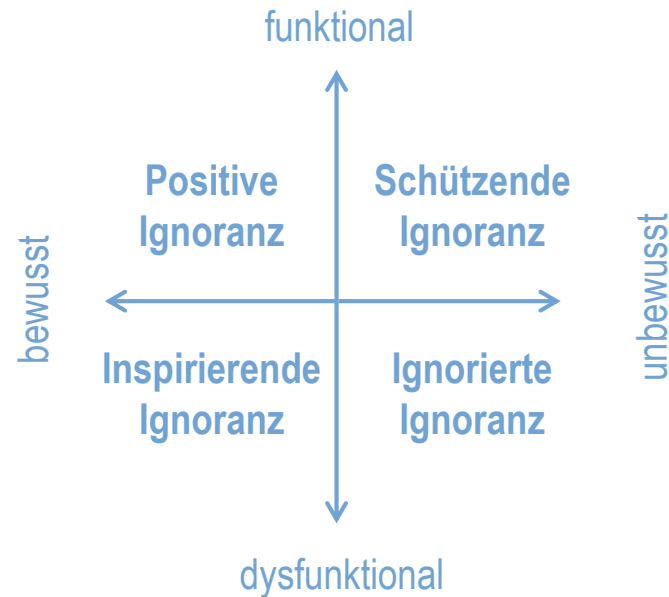 funktional
Positive
Ignoranz
Schützende
Ignoranz
bewusst
unbewusst
Inspirierende
Ignoranz
Ignorierte
Ignoranz
dysfunktional